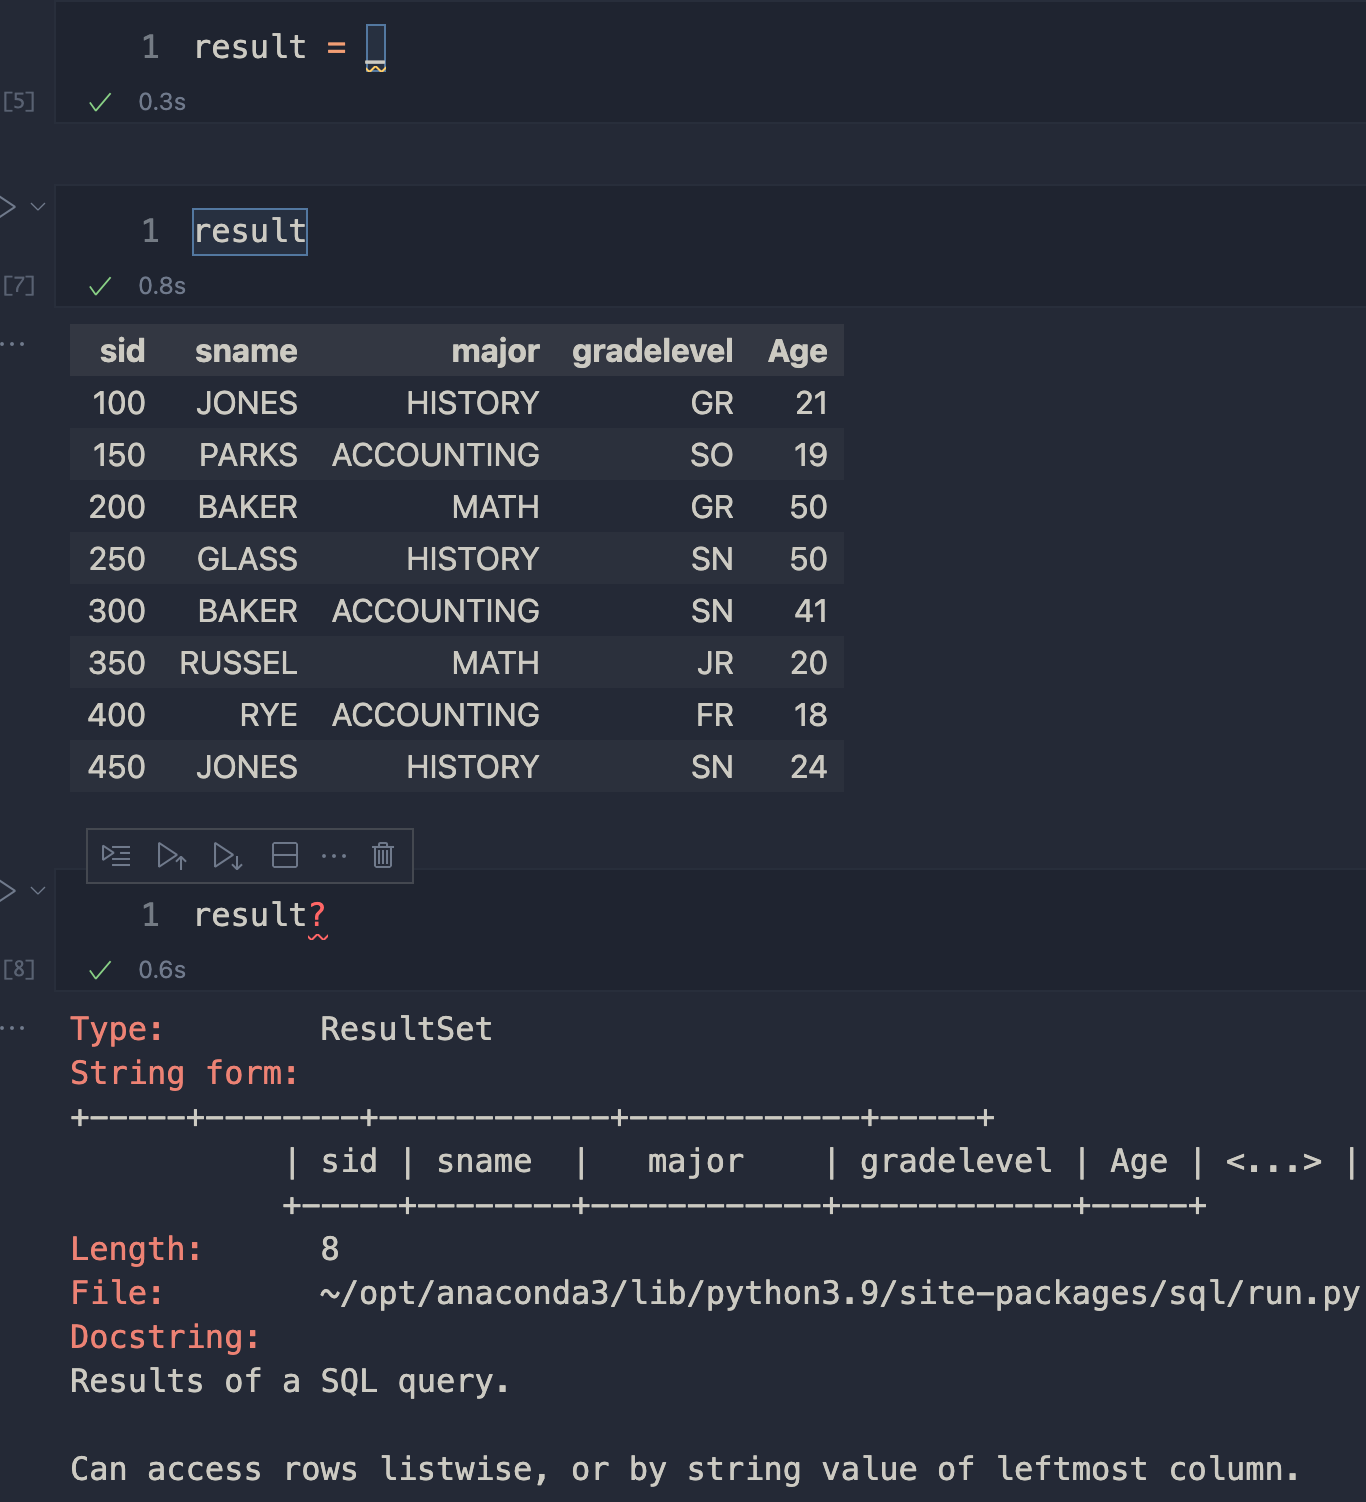 1 result = _
[5] 0.3s
1 result
[7] 0.8s
sid sname major gradelevel Age
100 JONES HISTORY GR 21
150 PARKS ACCOUNTING SO 19
200 BAKER MATH GR 50
250 GLASS HISTORY SN 50
300 BAKER ACCOUNTING SN 41
350 RUSSEL MATH JR 20
400 RYE ACCOUNTING FR 18
450 JONES HISTORY SN 24
1 result?
[8] 0.6s
Type: ResultSet
String form:
+-----+--------+------------+------------+-----+
| sid | sname  |   major    | gradelevel | Age | <...> |
+-----+--------+------------+------------+-----+
Length: 8
File: ~/opt/anaconda3/lib/python3.9/site-packages/sql/run.py
Docstring:
Results of a SQL query.
Can access rows listwise, or by string value of leftmost column.